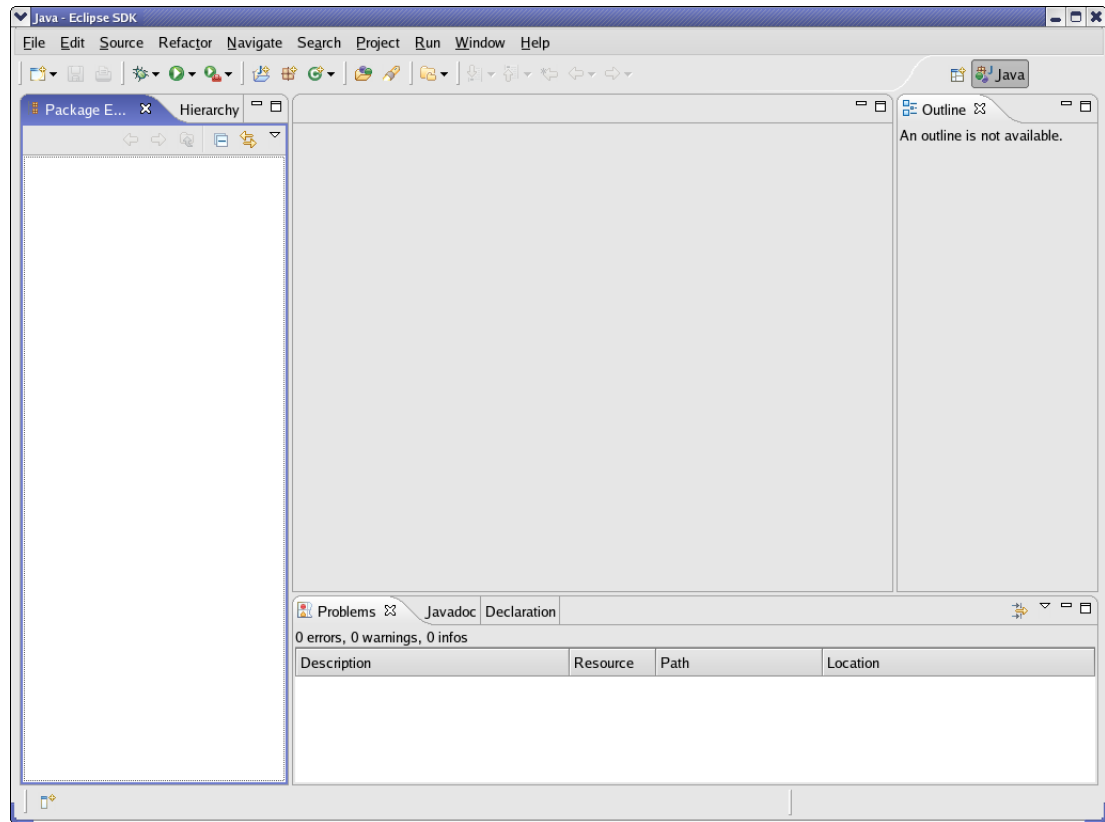 Java - Eclipse SDK
File Edit Source Refactor Navigate Search Project Run Window Help
Java
Package E... Hierarchy
Outline
An outline is not available.
Problems Javadoc Declaration
0 errors, 0 warnings, 0 infos
Description Resource Path Location